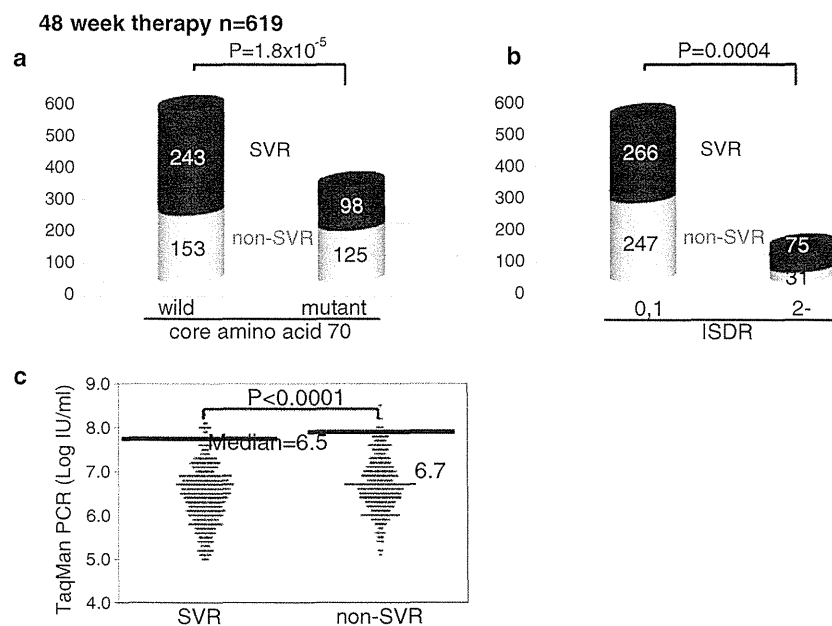 48 week therapy n=619
a
P=1.8x10-5
600
500
400
300
200
100
0
243
153
SVR
non-SVR
98
125
wild
mutant
core amino acid 70
b
P=0.0004
600
500
400
300
200
100
0
266
247
SVR
non-SVR
75
31
0,1
2-
ISDR
c
TaqMan PCR (Log IU/ml)
9.0
8.0
7.0
6.0
5.0
4.0
P<0.0001
Median=6.5
6.7
SVR
non-SVR